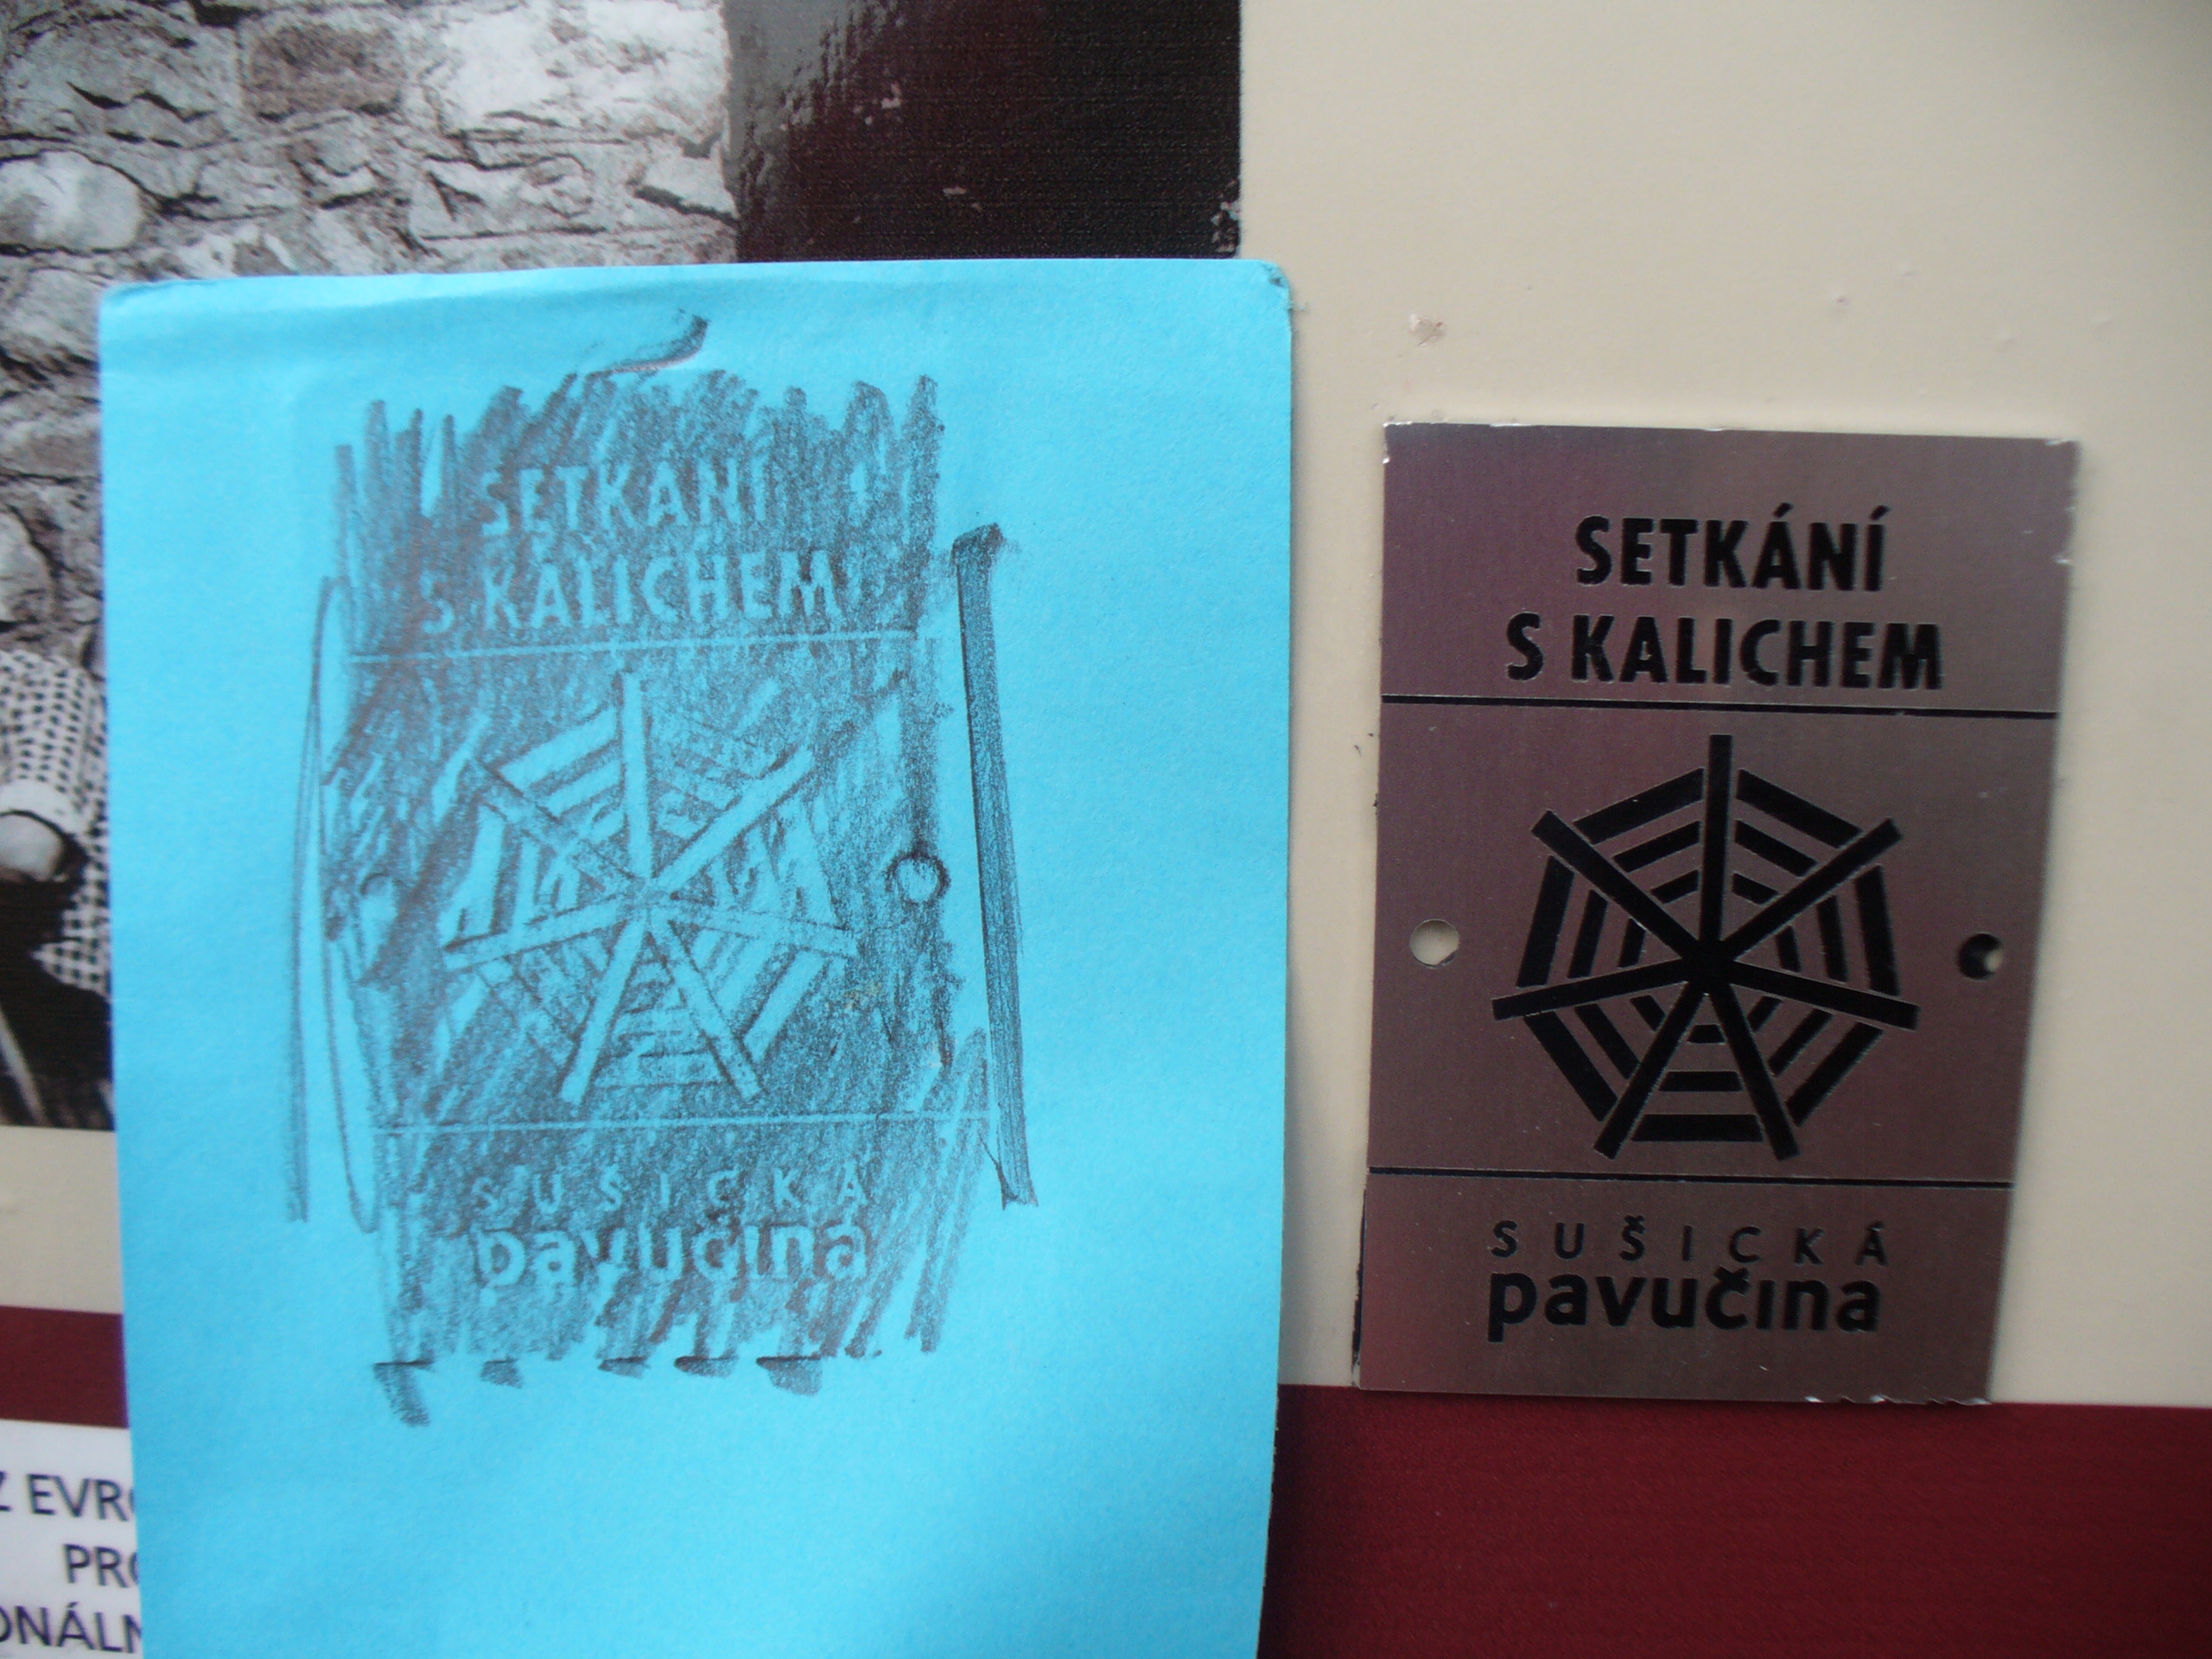 SETKÁNÍ
S KALICHEM
SUŠICKÁ
pavučina
SETKÁNÍ
S KALICHEM
SUŠICKÁ
pavučina
Z EVRO
PRO
ONÁLN